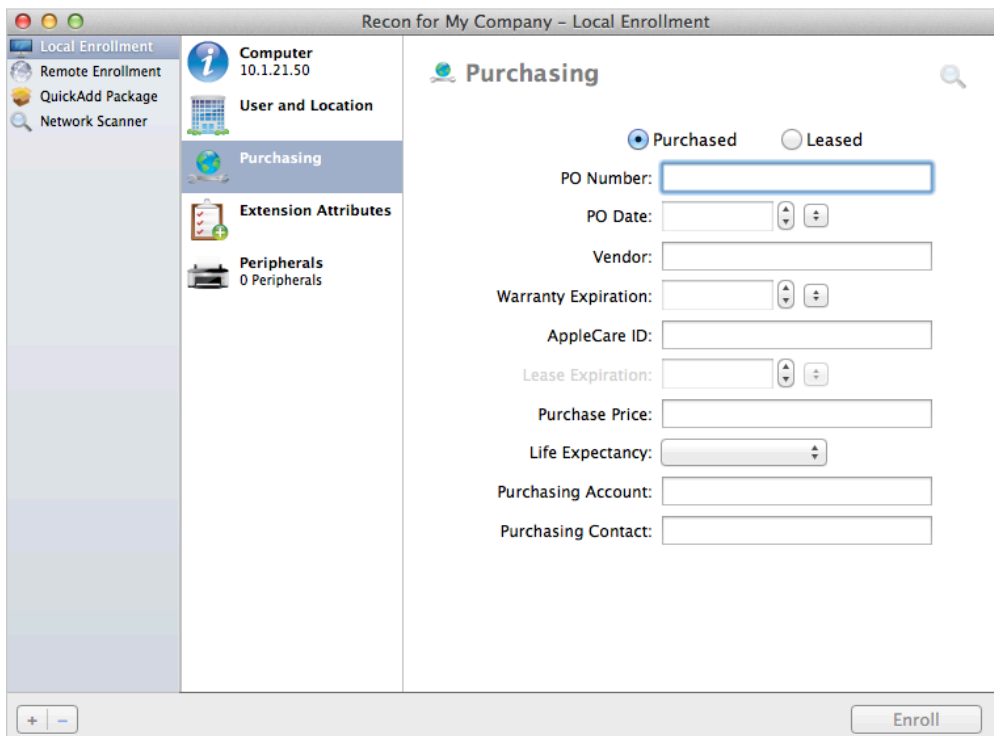 Recon for My Company – Local Enrollment
Local Enrollment
Remote Enrollment
QuickAdd Package
Network Scanner
Computer
10.1.21.50
User and Location
Purchasing
Extension Attributes
Peripherals
0 Peripherals
Purchasing
Purchased Leased
PO Number:
PO Date:
Vendor:
Warranty Expiration:
AppleCare ID:
Lease Expiration:
Purchase Price:
Life Expectancy:
Purchasing Account:
Purchasing Contact:
+ –
Enroll